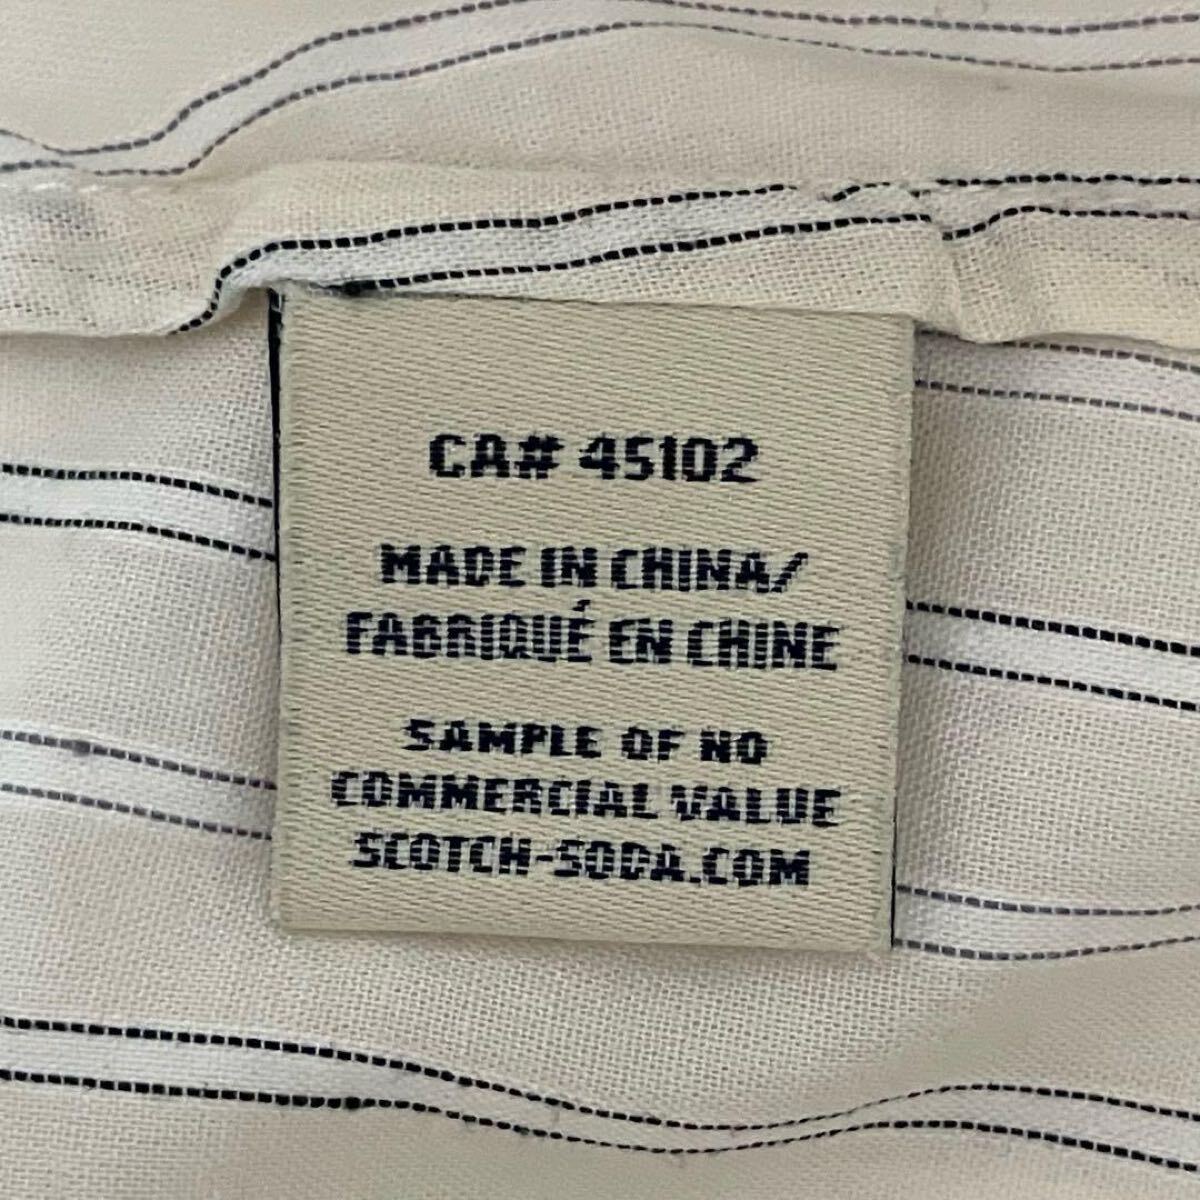 CA# 45102
MADE IN CHINA/
FABRIQUÉ EN CHINE
SAMPLE OF NO
COMMERCIAL VALUE
SCOTCH-SODA.COM